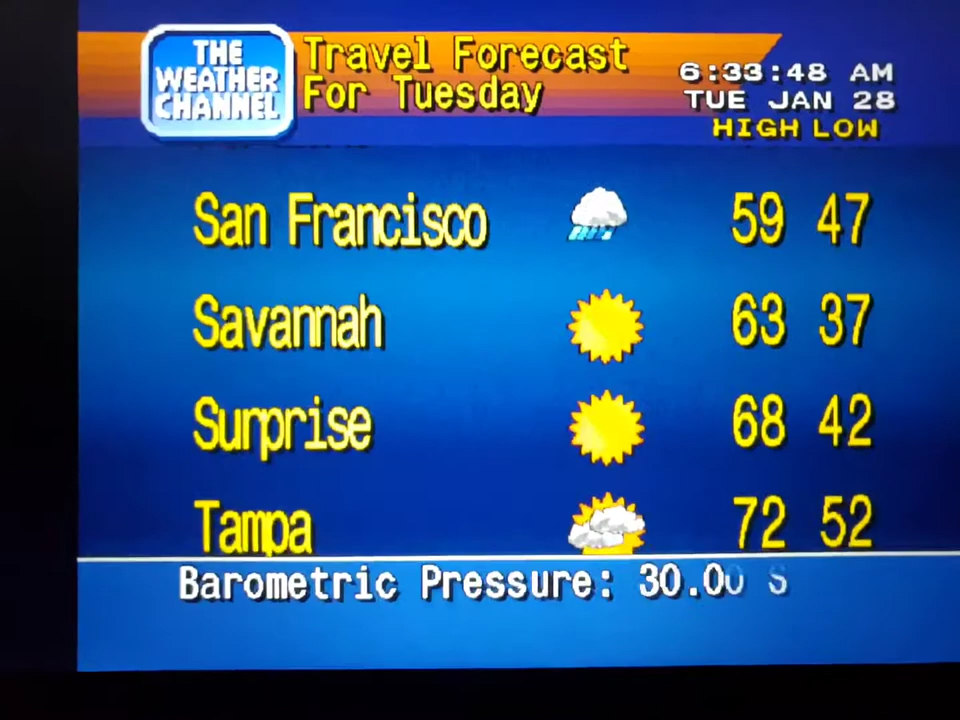 THE
WEATHER
CHANNEL
Travel Forecast
For Tuesday
6:33:48 AM
TUE JAN 28
HIGH LOW
San Francisco 59 47
Savannah 63 37
Surprise 68 42
Tampa 72 52
Barometric Pressure: 30.00 S